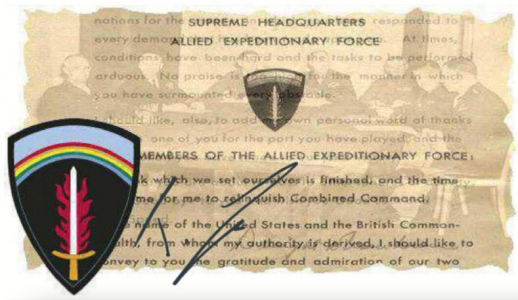 nations for the responded to
SUPREME HEADQUARTERS
every
ALLIED EXPEDITIONARY FORCE
At times,
conditions have been hard and the tasks to be performed
arduous. No praise is for the manner in which
you have surmounted every obstacle.
I should like, also, to add my own personal word of thanks
one of you for the part you have played, and the
MEMBERS OF THE ALLIED EXPEDITIONARY FORCE:
which we set ourselves is finished, and the time
me for me to relinquish Combined Command.
name of the United States and the British Common-
from whom my authority is derived, I should like to
convey to you the gratitude and admiration of our two